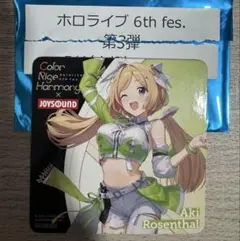 ホロライブ 6th fes.
第3弾
Color
Rise
Harmony
×
JOYSOUND
Aki
Rosenthal